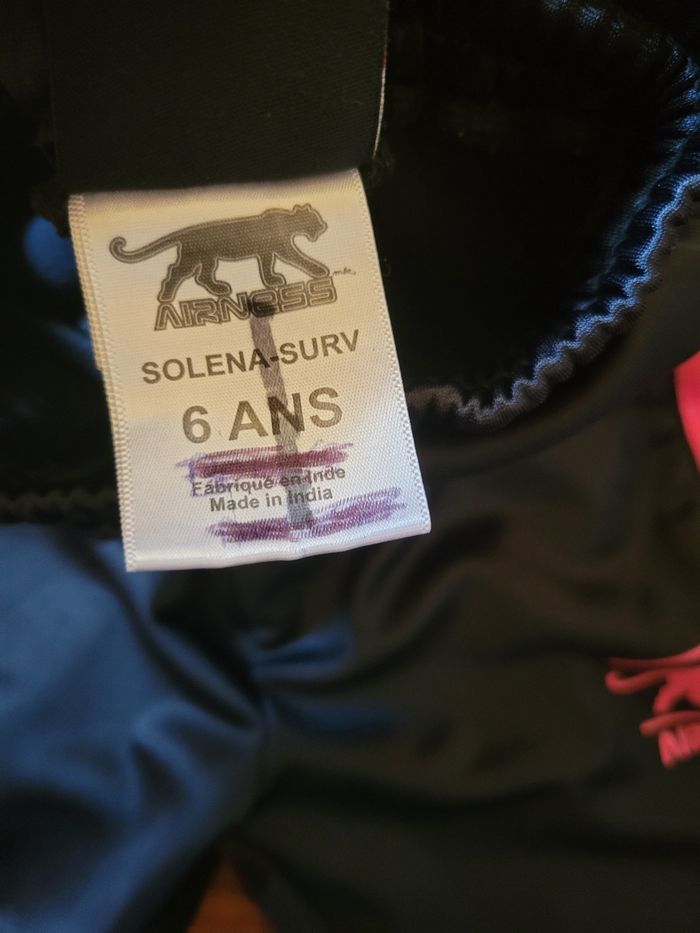 AIRNESS
SOLENA-SURV
6 ANS
Fabriqué en Inde
Made in India